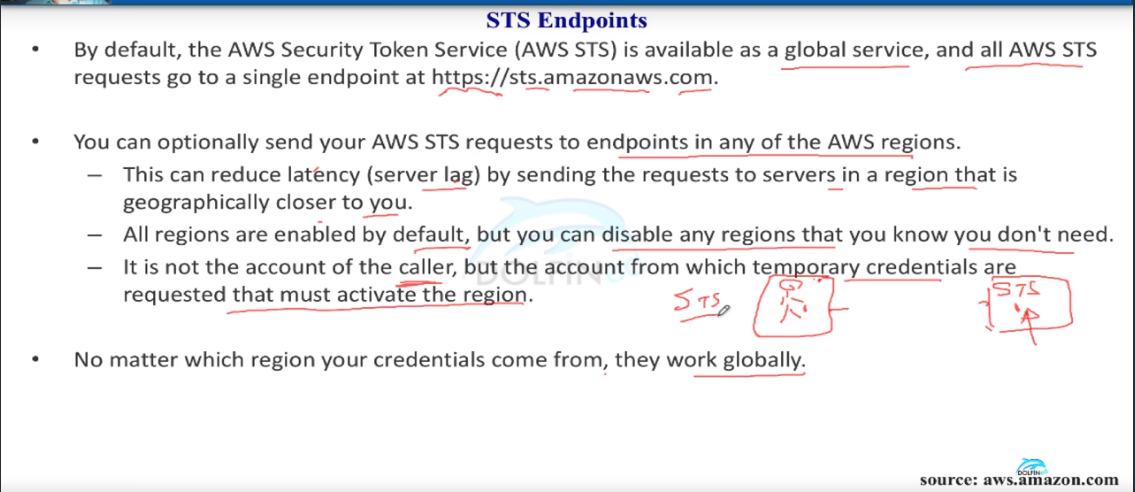 STS Endpoints
• By default, the AWS Security Token Service (AWS STS) is available as a global service, and all AWS STS
requests go to a single endpoint at https://sts.amazonaws.com.
• You can optionally send your AWS STS requests to endpoints in any of the AWS regions.
– This can reduce latency (server lag) by sending the requests to servers in a region that is
geographically closer to you.
– All regions are enabled by default, but you can disable any regions that you know you don't need.
– It is not the account of the caller, but the account from which temporary credentials are
requested that must activate the region.
STS
STS
• No matter which region your credentials come from, they work globally.
DOLFIN
DOLFIN
source: aws.amazon.com